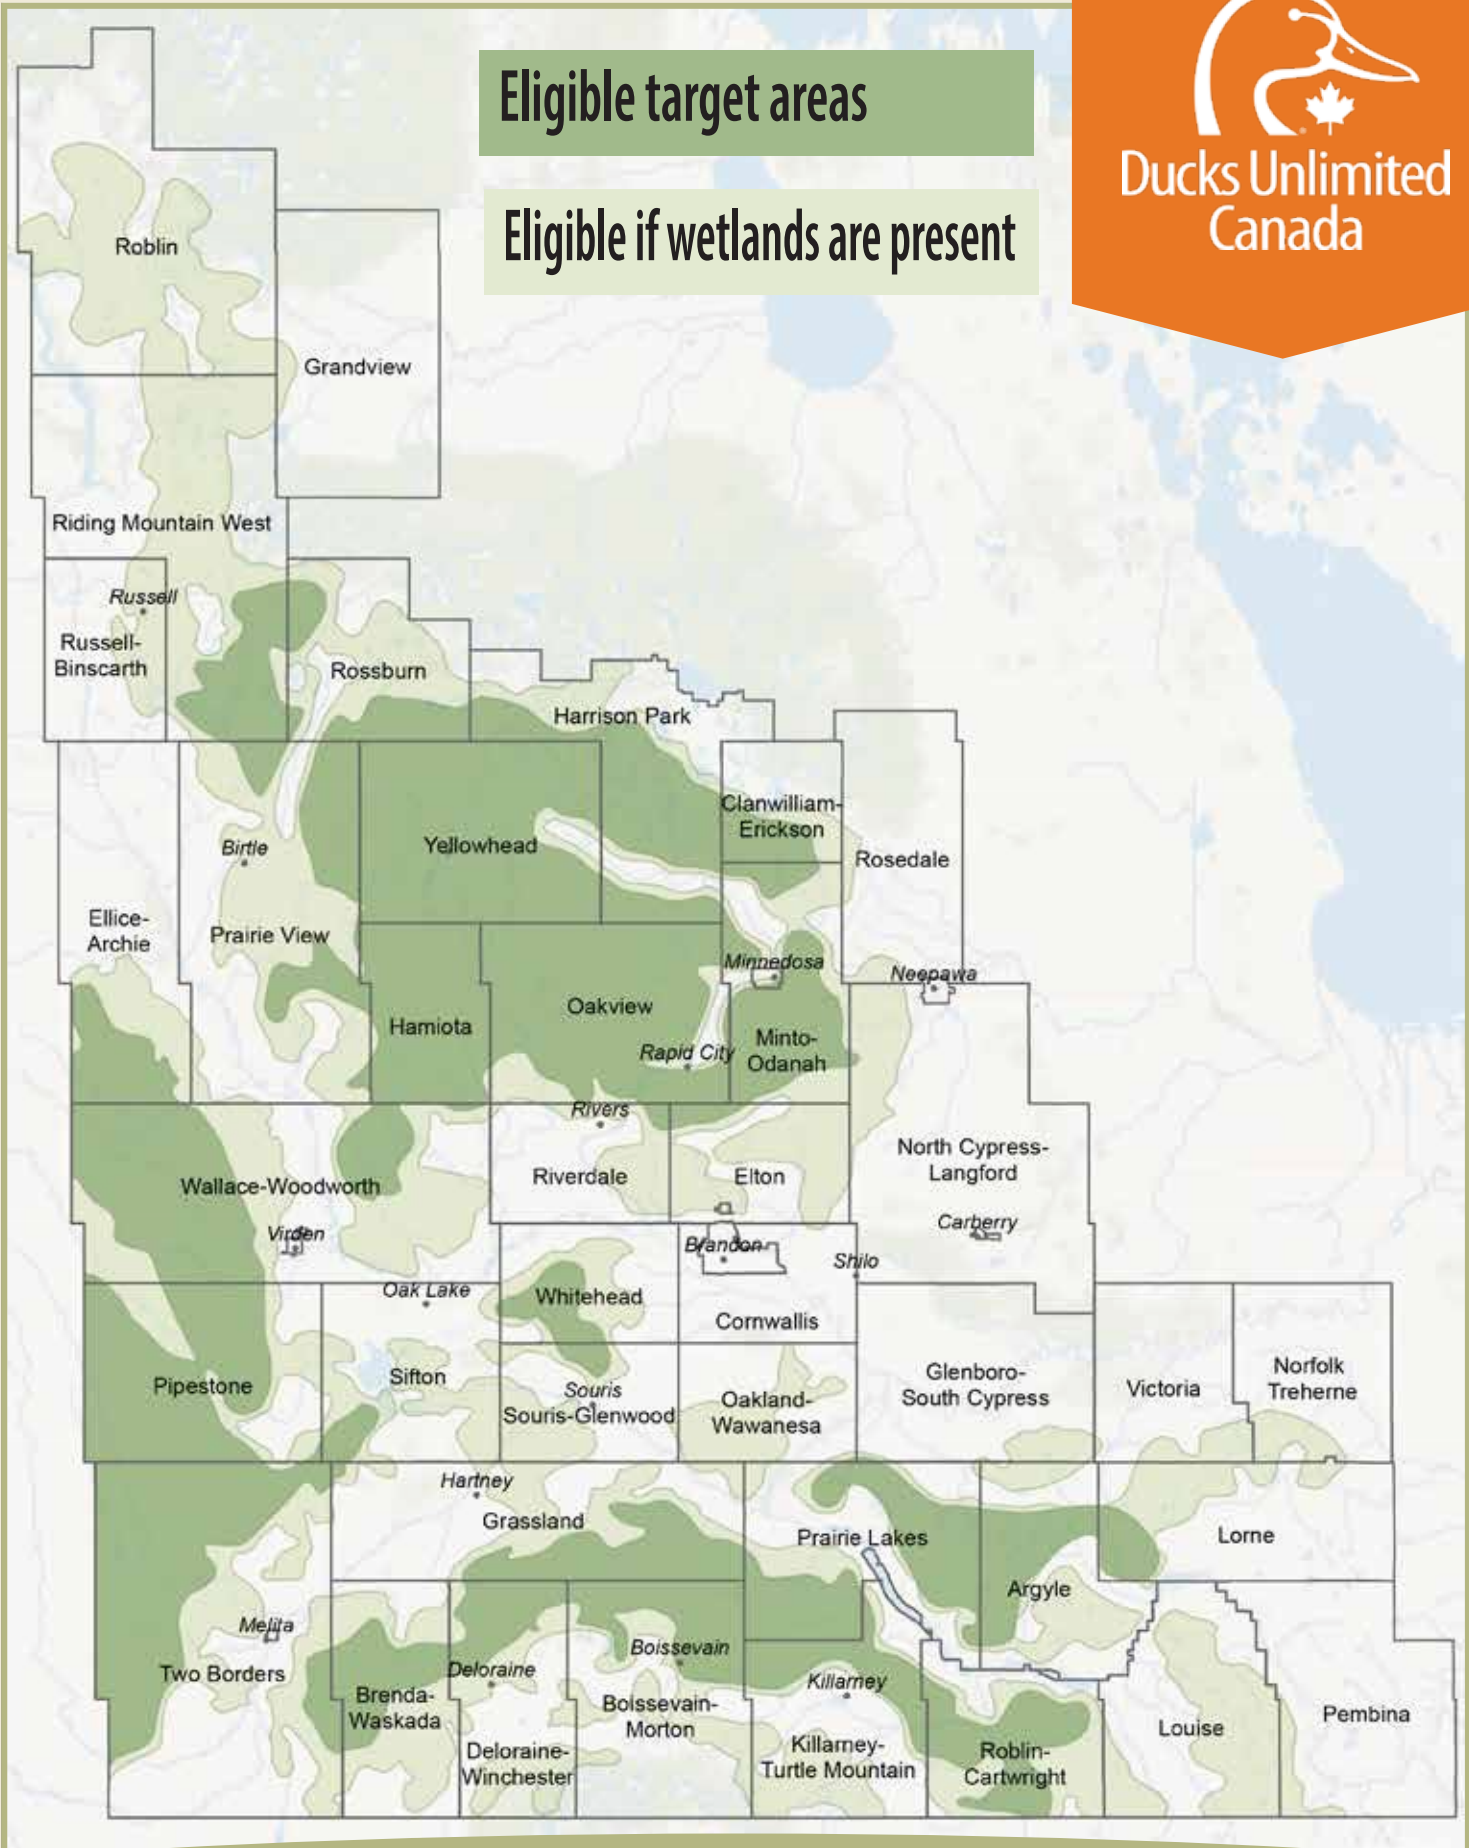 Eligible target areas
Eligible if wetlands are present
Ducks Unlimited
Canada
Roblin
Grandview
Riding Mountain West
Russell
Russell-
Binscarth
Rossburn
Harrison Park
Clanwilliam-
Erickson
Yellowhead
Birtle
Rosedale
Ellice-
Archie
Prairie View
Minnedosa
Neepawa
Hamiota
Oakview
Rapid City
Minto-
Odanah
Rivers
Riverdale
Elton
North Cypress-
Langford
Wallace-Woodworth
Virden
Carberry
Brandon
Shilo
Oak Lake
Whitehead
Cornwallis
Pipestone
Sifton
Souris
Souris-Glenwood
Oakland-
Wawanesa
Glenboro-
South Cypress
Victoria
Norfolk
Treherne
Hartney
Grassland
Prairie Lakes
Argyle
Lorne
Melita
Two Borders
Brenda-
Waskada
Deloraine
Deloraine-
Winchester
Boissevain
Boissevain-
Morton
Killarney
Killarney-
Turtle Mountain
Roblin-
Cartwright
Louise
Pembina